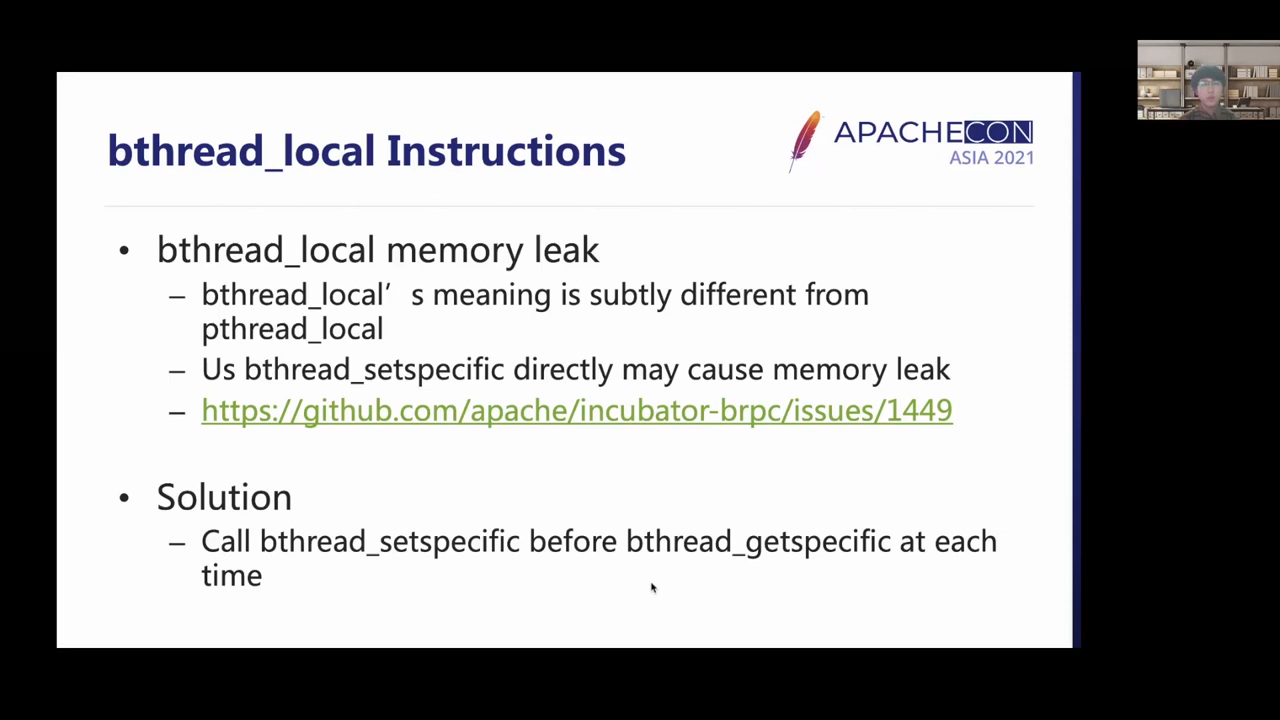 bthread_local Instructions
APACHECON
ASIA 2021
• bthread_local memory leak
– bthread_local’ s meaning is subtly different from
pthread_local
– Us bthread_setspecific directly may cause memory leak
– https://github.com/apache/incubator-brpc/issues/1449
• Solution
– Call bthread_setspecific before bthread_getspecific at each
time